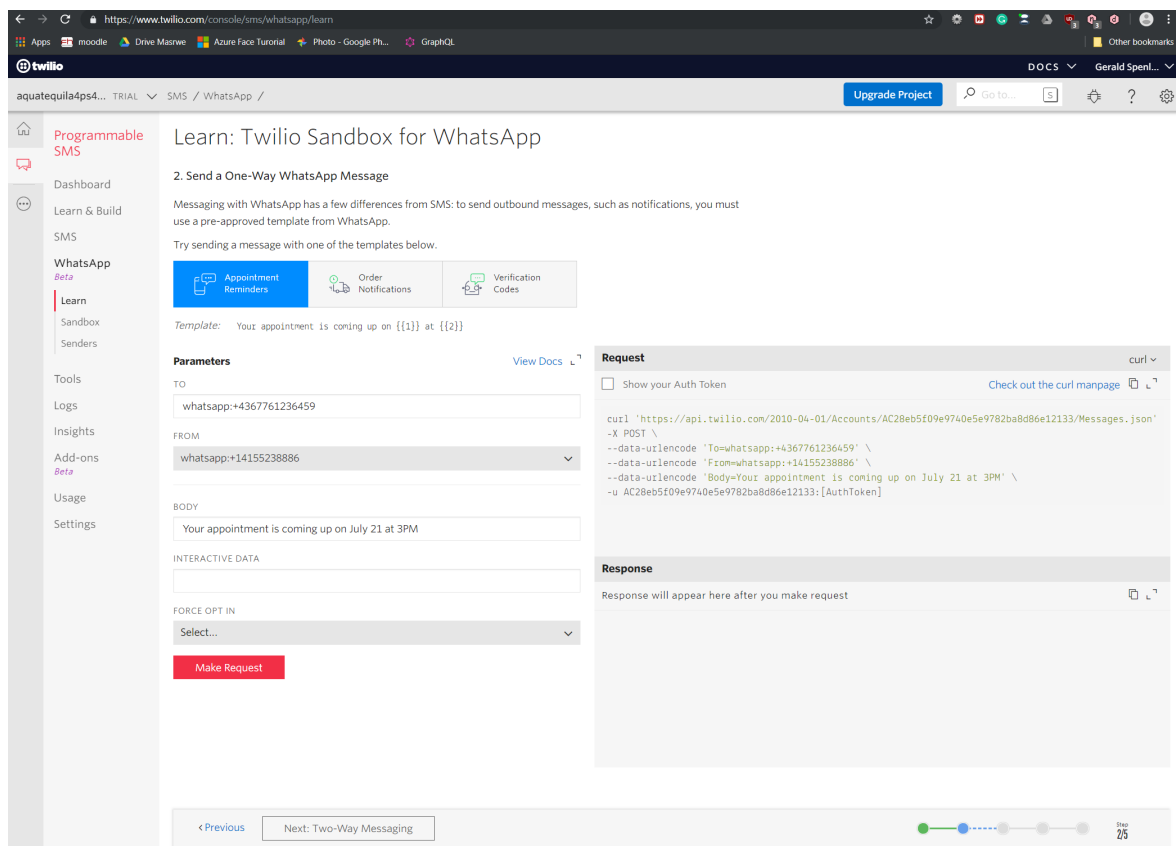 https://www.twilio.com/console/sms/whatsapp/learn
Apps moodle Drive Masrwe Azure Face Turorial Photo - Google Ph... GraphQL Other bookmarks
twilio DOCS Gerald Spenl...
aquatequila4ps4... TRIAL SMS / WhatsApp / Upgrade Project Go to... S ?
Programmable
SMS
Dashboard
Learn & Build
SMS
WhatsApp
Beta
Learn
Sandbox
Senders
Tools
Logs
Insights
Add-ons
Beta
Usage
Settings
Learn: Twilio Sandbox for WhatsApp
2. Send a One-Way WhatsApp Message
Messaging with WhatsApp has a few differences from SMS: to send outbound messages, such as notifications, you must
use a pre-approved template from WhatsApp.
Try sending a message with one of the templates below.
Appointment
Reminders
Order
Notifications
Verification
Codes
Template: Your appointment is coming up on {{1}} at {{2}}
Parameters View Docs
TO
whatsapp:+4367761236459
FROM
whatsapp:+14155238886
BODY
Your appointment is coming up on July 21 at 3PM
INTERACTIVE DATA
FORCE OPT IN
Select...
Make Request
Request curl
Show your Auth Token Check out the curl manpage
curl 'https://api.twilio.com/2010-04-01/Accounts/AC28eb5f09e9740e5e9782ba8d86e12133/Messages.json'
-X POST \
--data-urlencode 'To=whatsapp:+4367761236459' \
--data-urlencode 'From=whatsapp:+14155238886' \
--data-urlencode 'Body=Your appointment is coming up on July 21 at 3PM' \
-u AC28eb5f09e9740e5e9782ba8d86e12133:[AuthToken]
Response
Response will appear here after you make request
Previous Next: Two-Way Messaging
Step
2/5